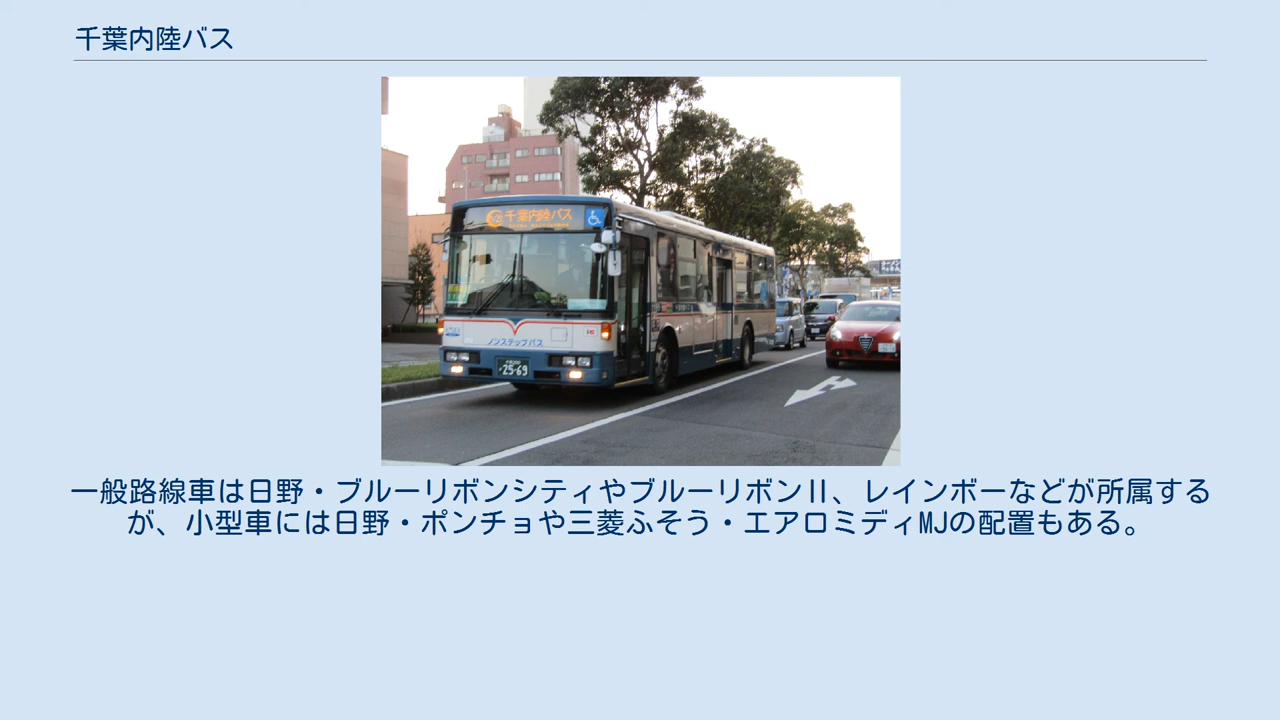 千葉内陸バス
千葉内陸バス
ノンステップバス
25-69
一般路線車は日野・ブルーリボンシティやブルーリボンⅡ、レインボーなどが所属する
が、小型車には日野・ポンチョや三菱ふそう・エアロミディMJの配置もある。